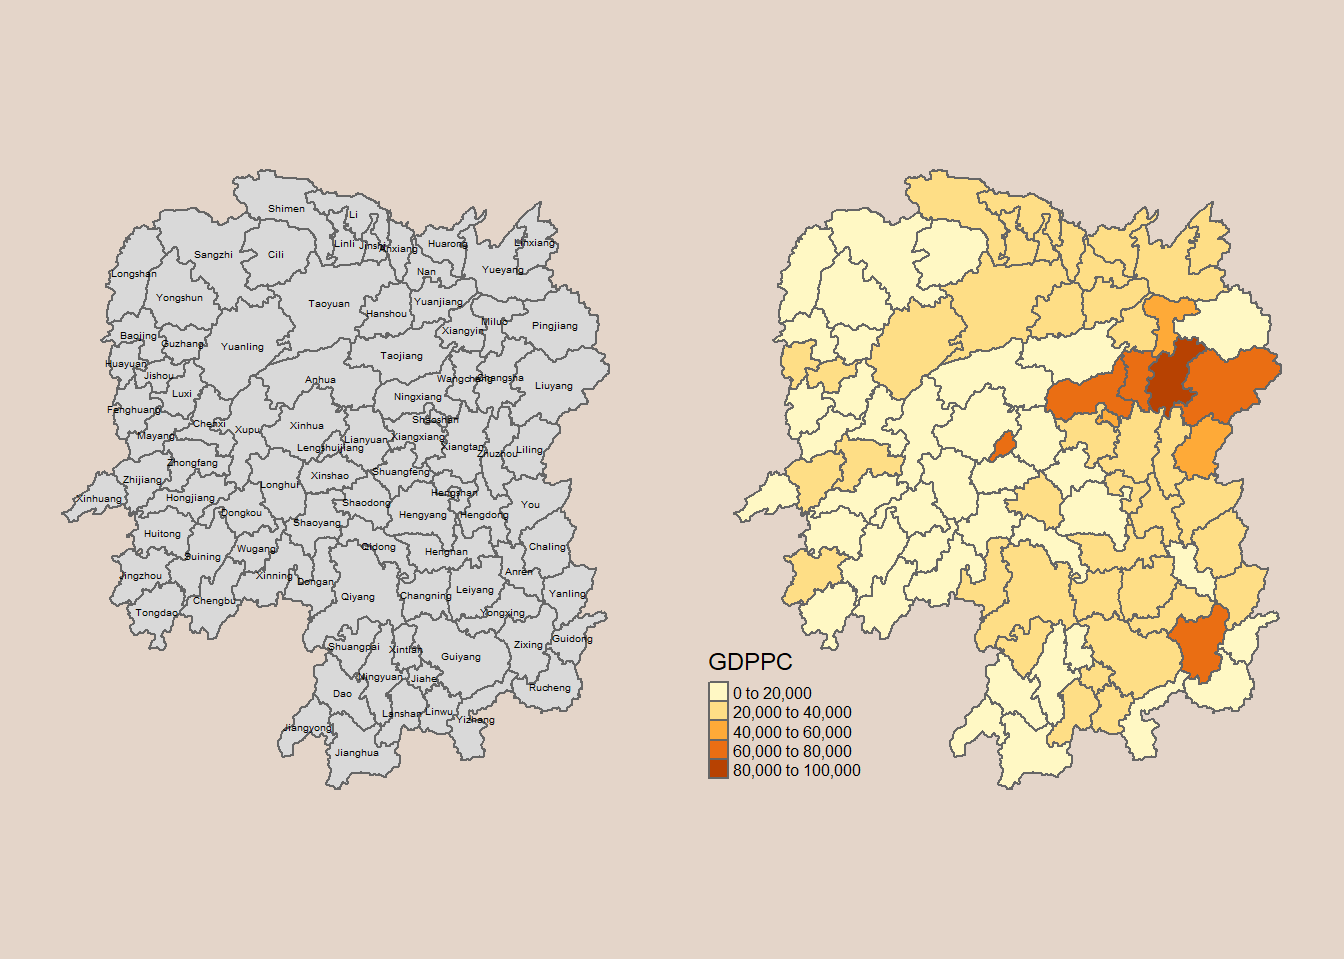 Shimen
Li
Linli
Jinshi
Anxiang
Huarong
Linxiang
Sangzhi
Cili
Nan
Yueyang
Longshan
Yongshun
Taoyuan
Hanshou
Yuanjiang
Baojing
Guzhang
Yuanling
Xiangyin
Miluo
Pingjiang
Huayuan
Jishou
Taojiang
Luxi
Anhua
Wangcheng
Changsha
Liuyang
Ningxiang
Fenghuang
Chenxi
Xupu
Xinhua
Shaoshan
Mayang
Lianyuan
Xiangxiang
Lengshuijiang
Xiangtan
Zhuzhou
Liling
Zhongfang
Zhijiang
Xinshao
Shuangfeng
Xinhuang
Hongjiang
Longhui
Hengshan
Shaodong
You
Dongkou
Shaoyang
Hengyang
Hengdong
Huitong
Suining
Wugang
Qidong
Hengnan
Chaling
Jingzhou
Xinning
Dongan
Anren
Chengbu
Qiyang
Changning
Leiyang
Yanling
Tongdao
Yongxing
Shuangpai
Xintian
Zixing
Guidong
Guiyang
Ningyuan
Jiahe
Rucheng
Dao
Lanshan
Linwu
Yizhang
Jiangyong
Jianghua
GDPPC
0 to 20,000
20,000 to 40,000
40,000 to 60,000
60,000 to 80,000
80,000 to 100,000